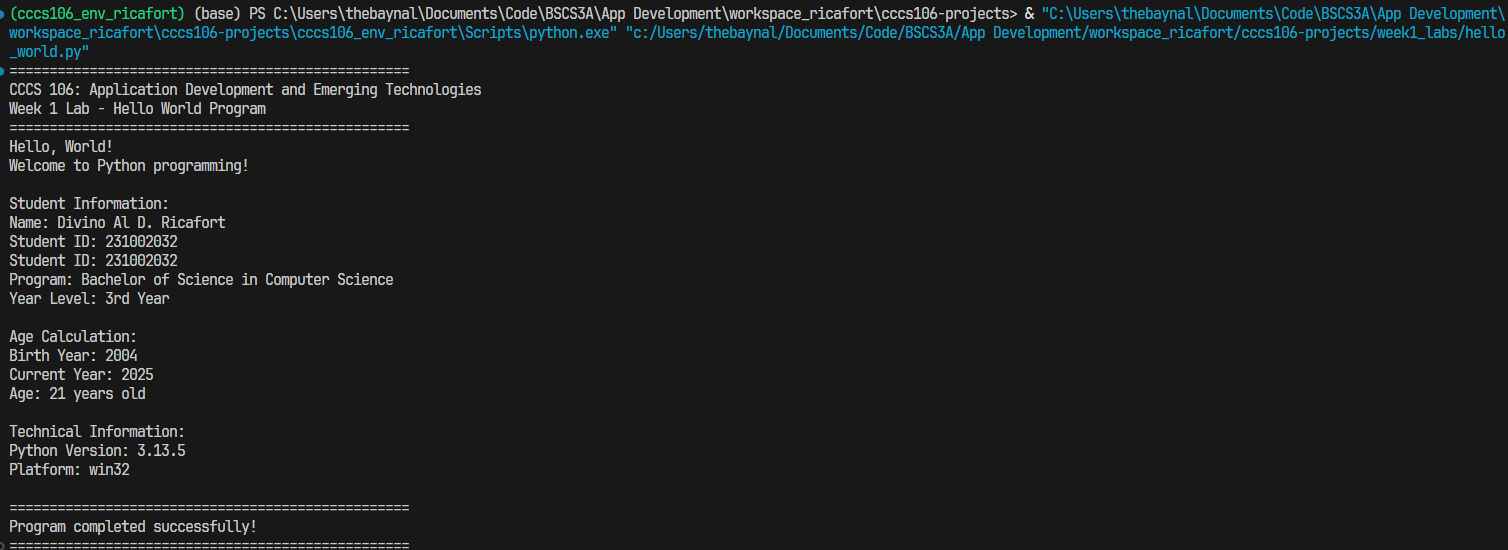 (cccs106_env_ricafort) (base) PS C:\Users\thebaynal\Documents\Code\BSCS3A\App Development\workspace_ricafort\cccs106-projects> & "C:\Users\thebaynal\Documents\Code\BSCS3A\App Development\
workspace_ricafort\cccs106-projects\cccs106_env_ricafort\Scripts\python.exe" "c:/Users/thebaynal/Documents/Code/BSCS3A/App Development/workspace_ricafort/cccs106-projects/week1_labs/hello
_world.py"
==================================================
CCCS 106: Application Development and Emerging Technologies
Week 1 Lab - Hello World Program
==================================================
Hello, World!
Welcome to Python programming!
Student Information:
Name: Divino Al D. Ricafort
Student ID: 231002032
Student ID: 231002032
Program: Bachelor of Science in Computer Science
Year Level: 3rd Year
Age Calculation:
Birth Year: 2004
Current Year: 2025
Age: 21 years old
Technical Information:
Python Version: 3.13.5
Platform: win32
==================================================
Program completed successfully!
==================================================